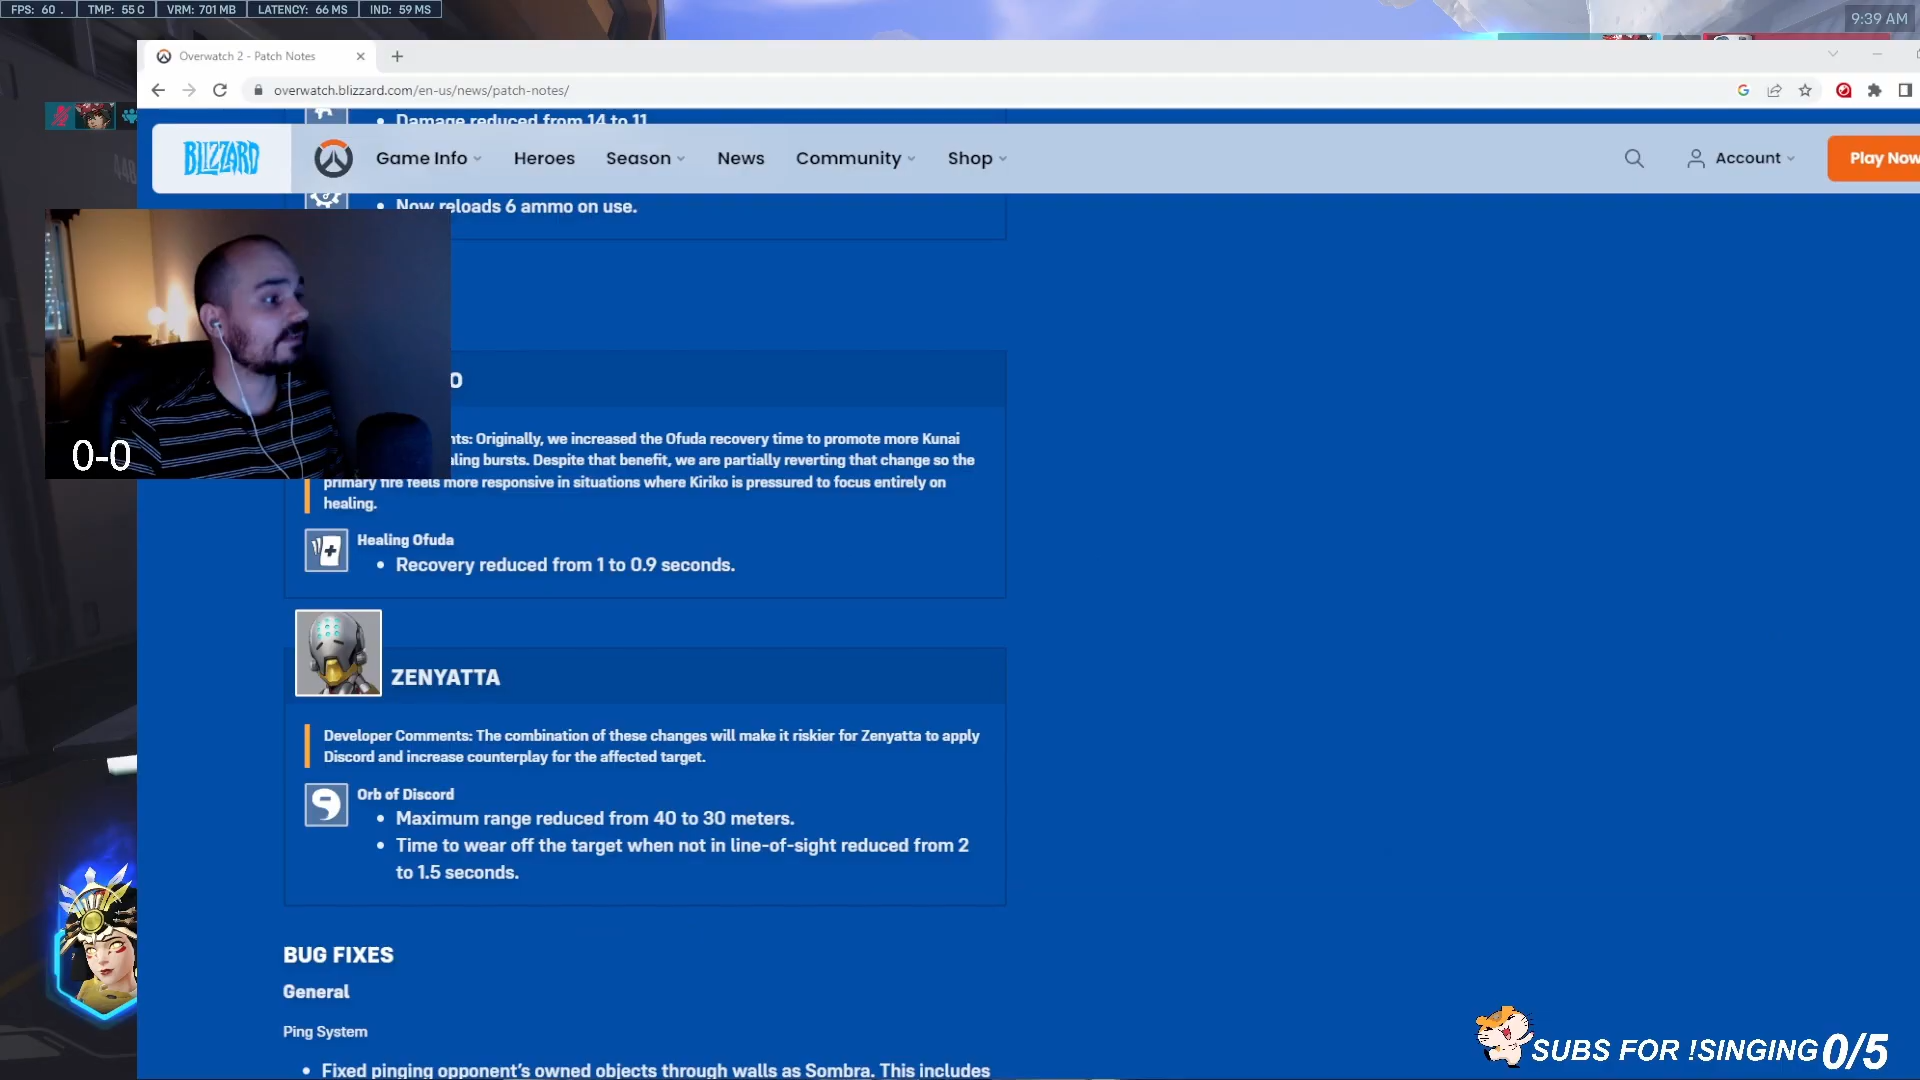 FPS: 60 . TMP: 55 C VRM: 701 MB LATENCY: 66 MS IND: 59 MS
9:39 AM
Overwatch 2 - Patch Notes
overwatch.blizzard.com/en-us/news/patch-notes/
• Damage reduced from 14 to 11
BLIZZARD Game Info Heroes Season News Community Shop Account Play Now
• Now reloads 6 ammo on use.
O
nts: Originally, we increased the Ofuda recovery time to promote more Kunai
aling bursts. Despite that benefit, we are partially reverting that change so the
primary fire feels more responsive in situations where Kiriko is pressured to focus entirely on
healing.
0-0
Healing Ofuda
• Recovery reduced from 1 to 0.9 seconds.
ZENYATTA
Developer Comments: The combination of these changes will make it riskier for Zenyatta to apply
Discord and increase counterplay for the affected target.
Orb of Discord
• Maximum range reduced from 40 to 30 meters.
• Time to wear off the target when not in line-of-sight reduced from 2
to 1.5 seconds.
BUG FIXES
General
Ping System
• Fixed pinging opponent's owned objects through walls as Sombra. This includes
SUBS FOR !SINGING 0/5